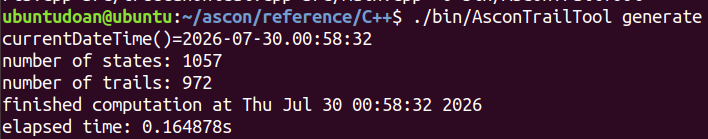 ubuntudoan@ubuntu:~/ascon/reference/C++$ ./bin/AsconTrailTool generate
currentDateTime()=2026-07-30.00:58:32
number of states: 1057
number of trails: 972
finished computation at Thu Jul 30 00:58:32 2026
elapsed time: 0.164878s